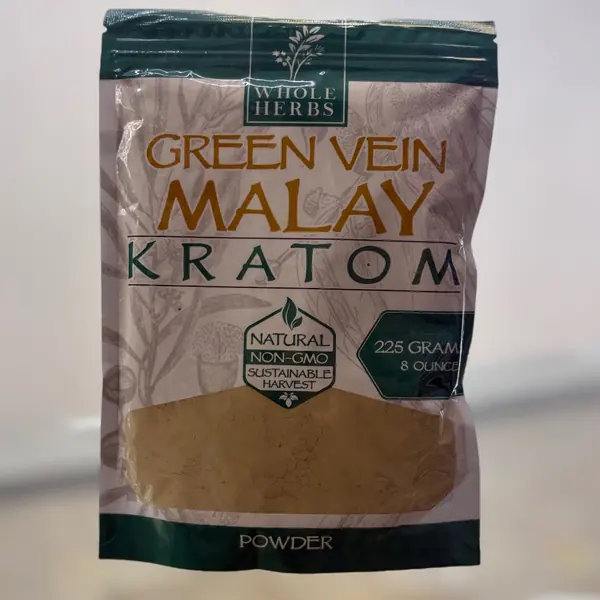 WHOLE
HERBS
GREEN VEIN
MALAY
KRATOM
NATURAL
NON-GMO
SUSTAINABLE
HARVEST
225 GRAM
8 OUNCE
POWDER